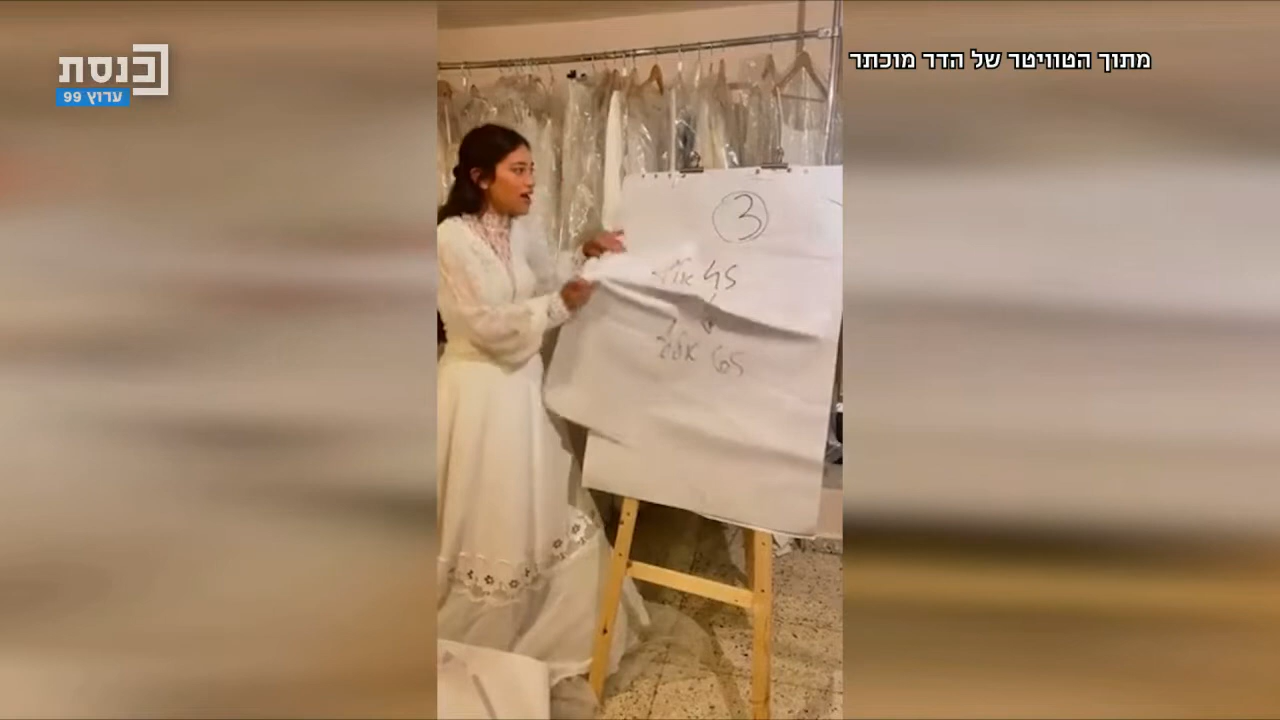 כנסת
ערוץ 99
מתוך הטוויטר של הדר מוכתר
3
45 אלף
65 אלף